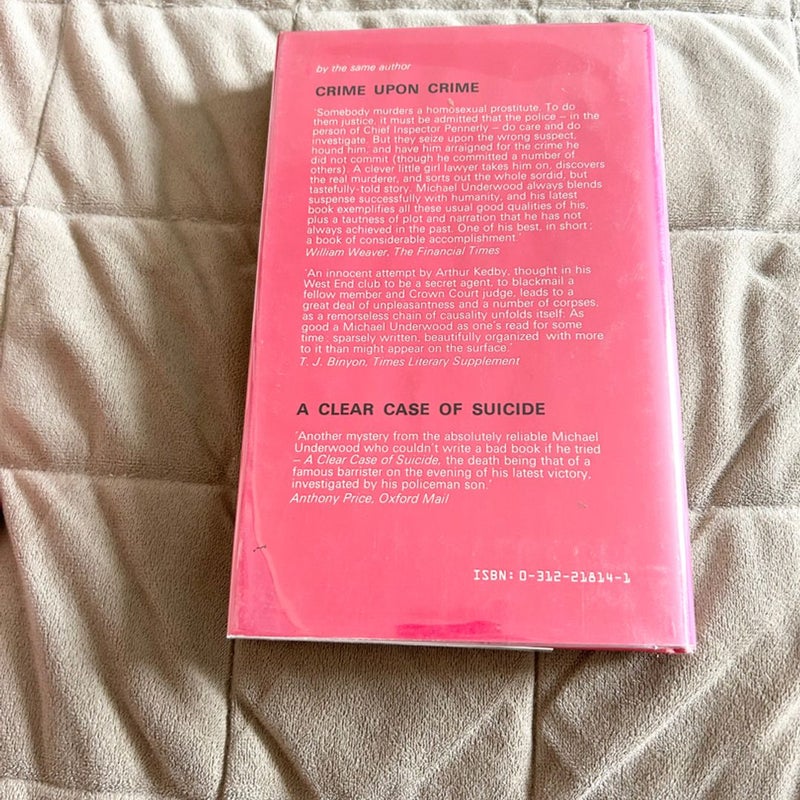 by the same author
CRIME UPON CRIME
'Somebody murders a homosexual prostitute. To do
them justice, it must be admitted that the police – in the
person of Chief Inspector Pennerly – do care and do
investigate. But they seize upon the wrong suspect,
hound him, and have him arraigned for the crime he
did not commit (though he committed a number of
others). A clever little girl lawyer takes him on, discovers
the real murderer, and sorts out the whole sordid, but
tastefully-told story. Michael Underwood always blends
suspense successfully with humanity, and his latest
book exemplifies all these usual good qualities of his,
plus a tautness of plot and narration that he has not
always achieved in the past. One of his best, in short;
a book of considerable accomplishment.'
William Weaver, The Financial Times
'An innocent attempt by Arthur Kedby, thought in his
West End club to be a secret agent, to blackmail a
fellow member and Crown Court judge, leads to a
great deal of unpleasantness and a number of corpses,
as a remorseless chain of causality unfolds itself. As
good a Michael Underwood as one's read for some
time; sparsely written, beautifully organized with more
to it than might appear on the surface.'
T. J. Binyon, Times Literary Supplement
A CLEAR CASE OF SUICIDE
'Another mystery from the absolutely reliable Michael
Underwood who couldn't write a bad book if he tried
– A Clear Case of Suicide, the death being that of a
famous barrister on the evening of his latest victory,
investigated by his policeman son.'
Anthony Price, Oxford Mail
ISBN: 0-312-21814-1